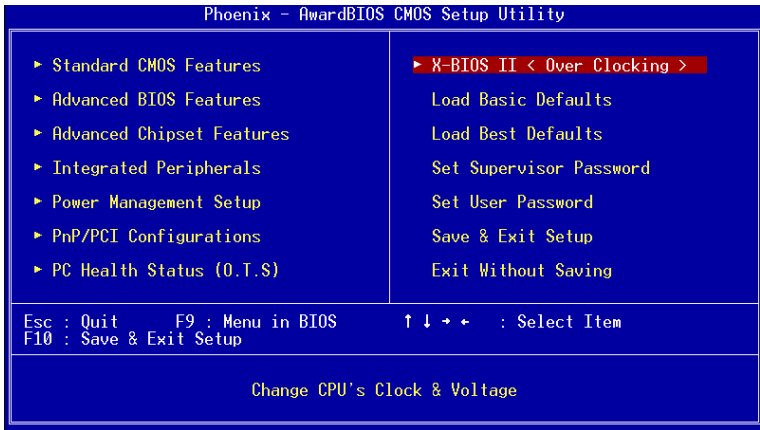 Phoenix - AwardBIOS CMOS Setup Utility
► Standard CMOS Features
► Advanced BIOS Features
► Advanced Chipset Features
► Integrated Peripherals
► Power Management Setup
► PnP/PCI Configurations
► PC Health Status (O.T.S)
► X-BIOS II < Over Clocking >
Load Basic Defaults
Load Best Defaults
Set Supervisor Password
Set User Password
Save & Exit Setup
Exit Without Saving
Esc : Quit F9 : Menu in BIOS ↑ ↓ → ← : Select Item
F10 : Save & Exit Setup
Change CPU's Clock & Voltage